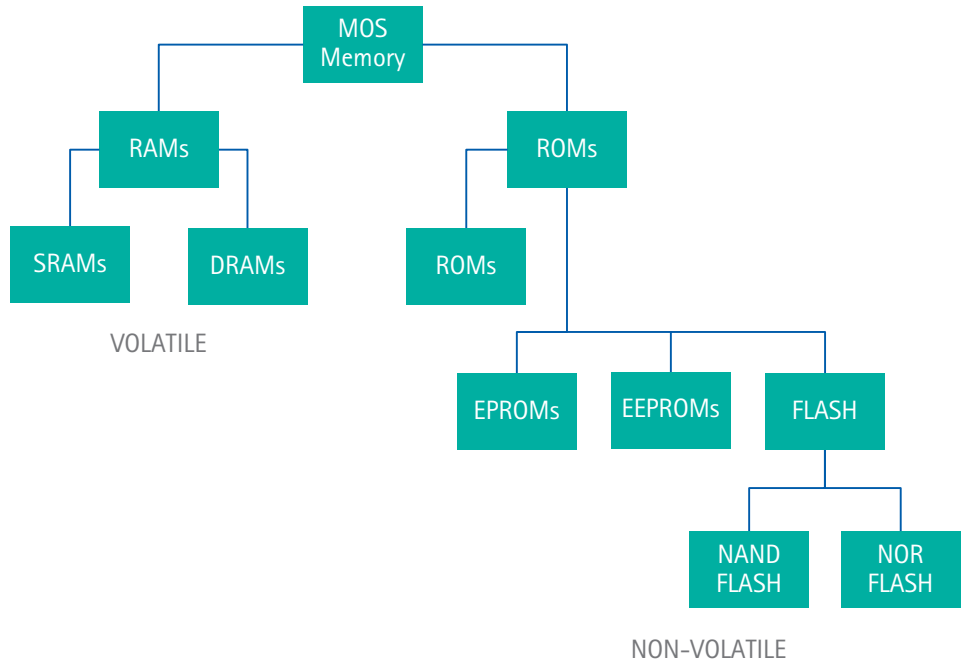 MOS
Memory
RAMs
ROMs
SRAMs
DRAMs
ROMs
VOLATILE
EPROMs
EEPROMs
FLASH
NAND
FLASH
NOR
FLASH
NON-VOLATILE